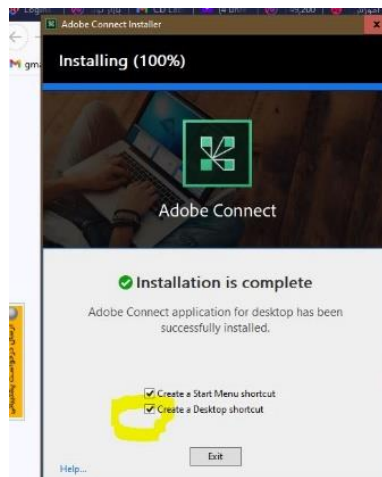 Adobe Connect Installer
Installing (100%)
Adobe Connect
Installation is complete
Adobe Connect application for desktop has been
successfully installed.
Create a Start Menu shortcut
Create a Desktop shortcut
Exit
Help...